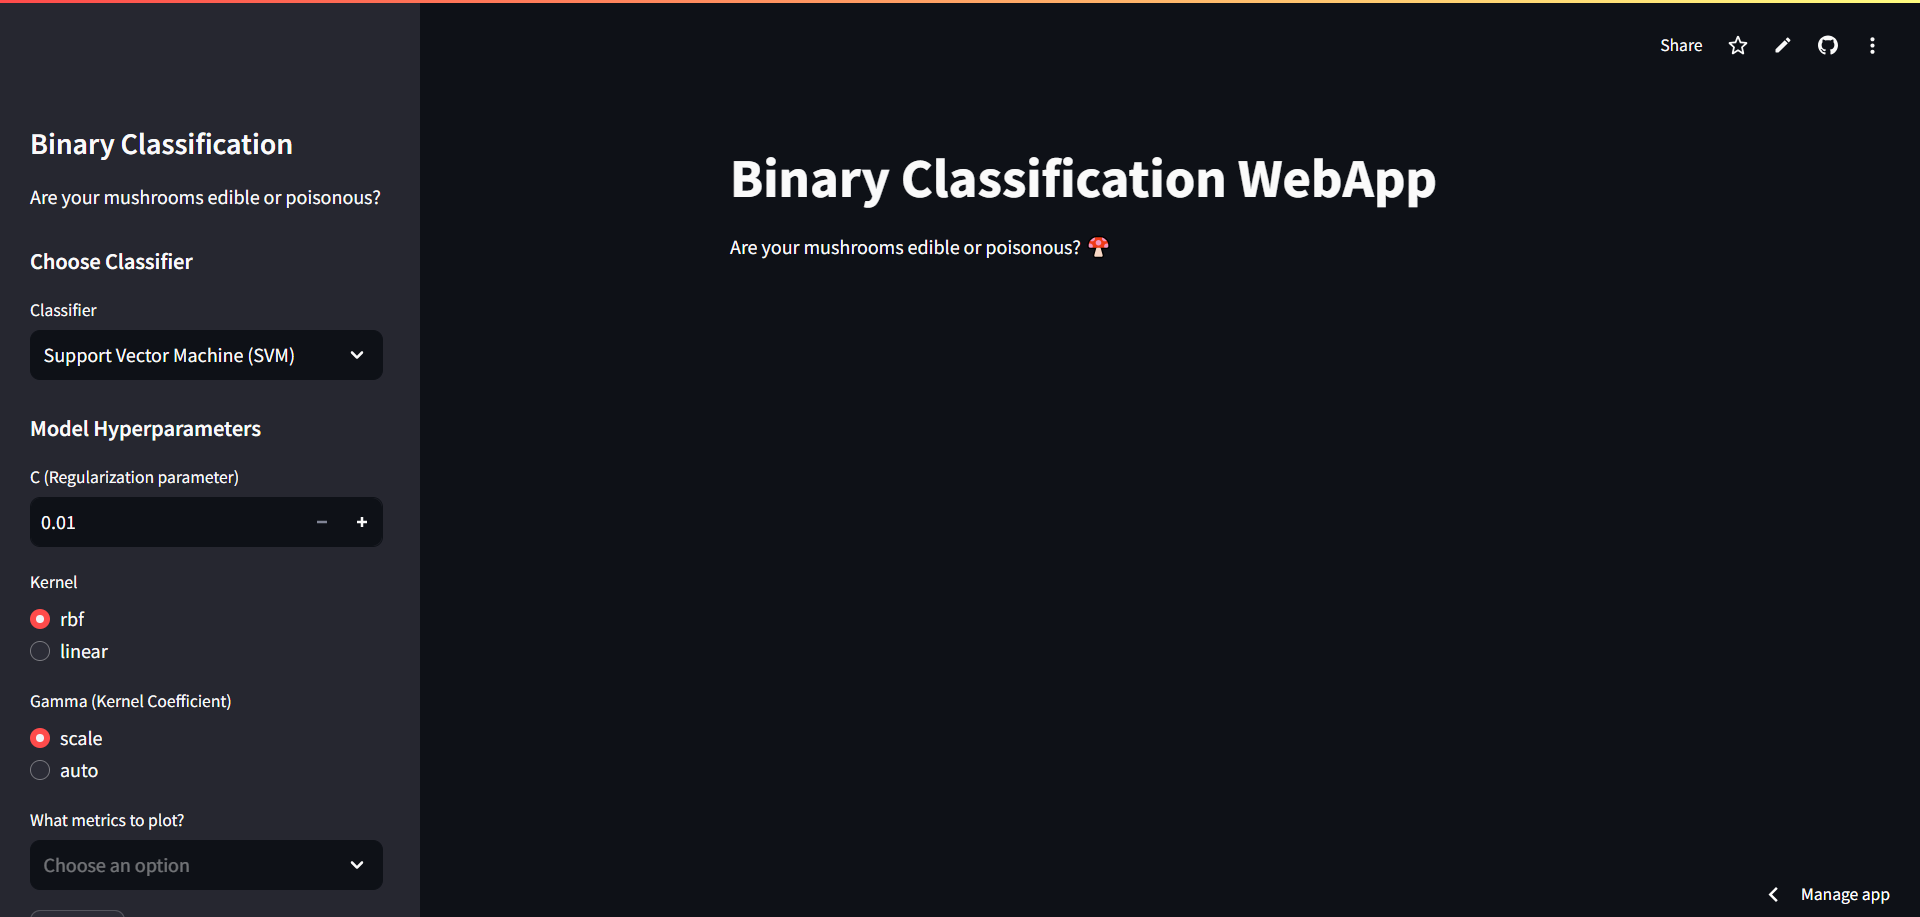 Share
Binary Classification
Are your mushrooms edible or poisonous?
Choose Classifier
Classifier
Support Vector Machine (SVM)
Model Hyperparameters
C (Regularization parameter)
0.01
Kernel
rbf
linear
Gamma (Kernel Coefficient)
scale
auto
What metrics to plot?
Choose an option
Binary Classification WebApp
Are your mushrooms edible or poisonous? 🍄
Manage app